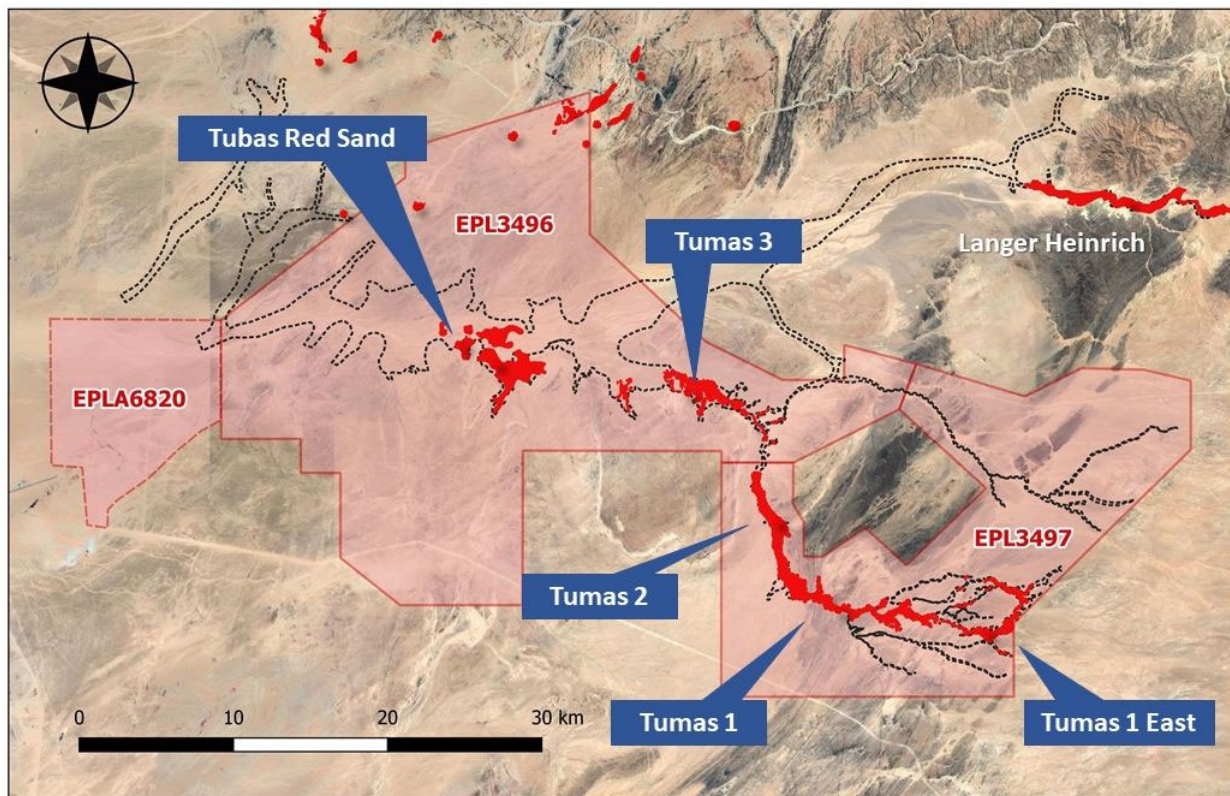 Tubas Red Sand
EPL3496
Tumas 3
Langer Heinrich
EPLA6820
EPL3497
Tumas 2
Tumas 1
Tumas 1 East
0 10 20 30 km